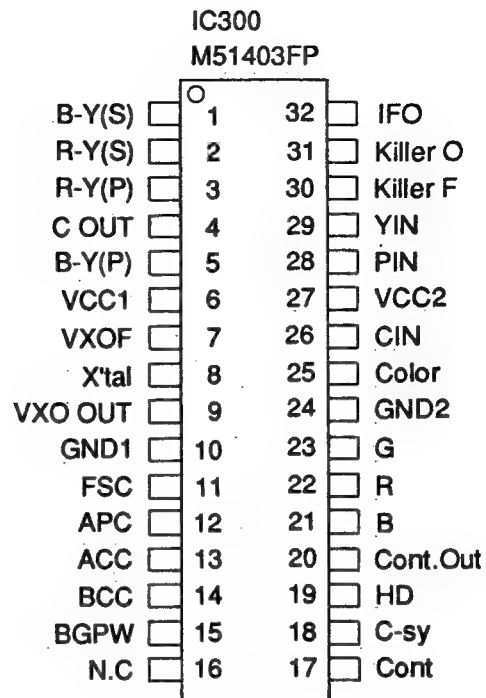 IC300
M51403FP
B-Y(S) 1 32 IFO
R-Y(S) 2 31 Killer O
R-Y(P) 3 30 Killer F
C OUT 4 29 YIN
B-Y(P) 5 28 PIN
VCC1 6 27 VCC2
VXOF 7 26 CIN
X'tal 8 25 Color
VXO OUT 9 24 GND2
GND1 10 23 G
FSC 11 22 R
APC 12 21 B
ACC 13 20 Cont.Out
BCC 14 19 HD
BGPW 15 18 C-sy
N.C 16 17 Cont